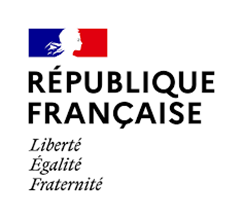 RÉPUBLIQUE
FRANÇAISE
Liberté
Égalité
Fraternité